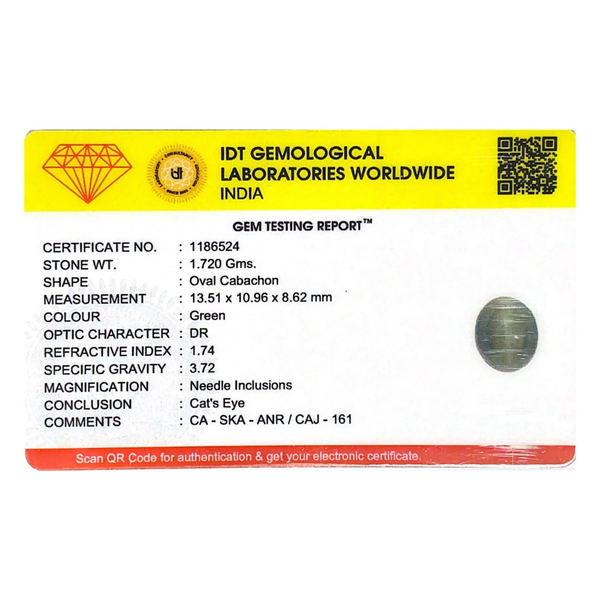 IDT GEMOLOGICAL
LABORATORIES WORLDWIDE
INDIA
GEM TESTING REPORT™
CERTIFICATE NO. : 1186524
STONE WT. : 1.720 Gms.
SHAPE : Oval Cabachon
MEASUREMENT : 13.51 x 10.96 x 8.62 mm
COLOUR : Green
OPTIC CHARACTER : DR
REFRACTIVE INDEX : 1.74
SPECIFIC GRAVITY : 3.72
MAGNIFICATION : Needle Inclusions
CONCLUSION : Cat's Eye
COMMENTS : CA - SKA - ANR / CAJ - 161
Scan QR Code for authentication & get your electronic certificate.